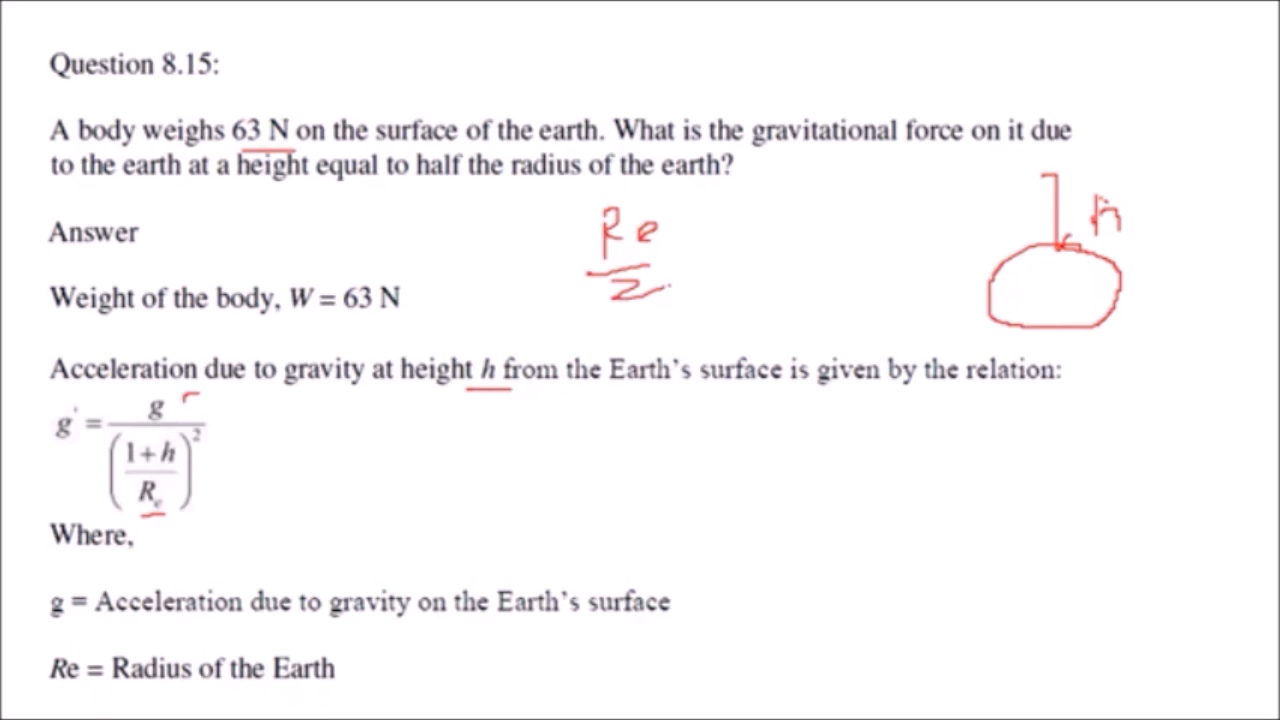 Question 8.15:
A body weighs 63 N on the surface of the earth. What is the gravitational force on it due
to the earth at a height equal to half the radius of the earth?
Answer
Re
2
h
Weight of the body, W = 63 N
Acceleration due to gravity at height h from the Earth's surface is given by the relation:
g' = g / ((1+h)/Re)²
Where,
g = Acceleration due to gravity on the Earth's surface
Re = Radius of the Earth